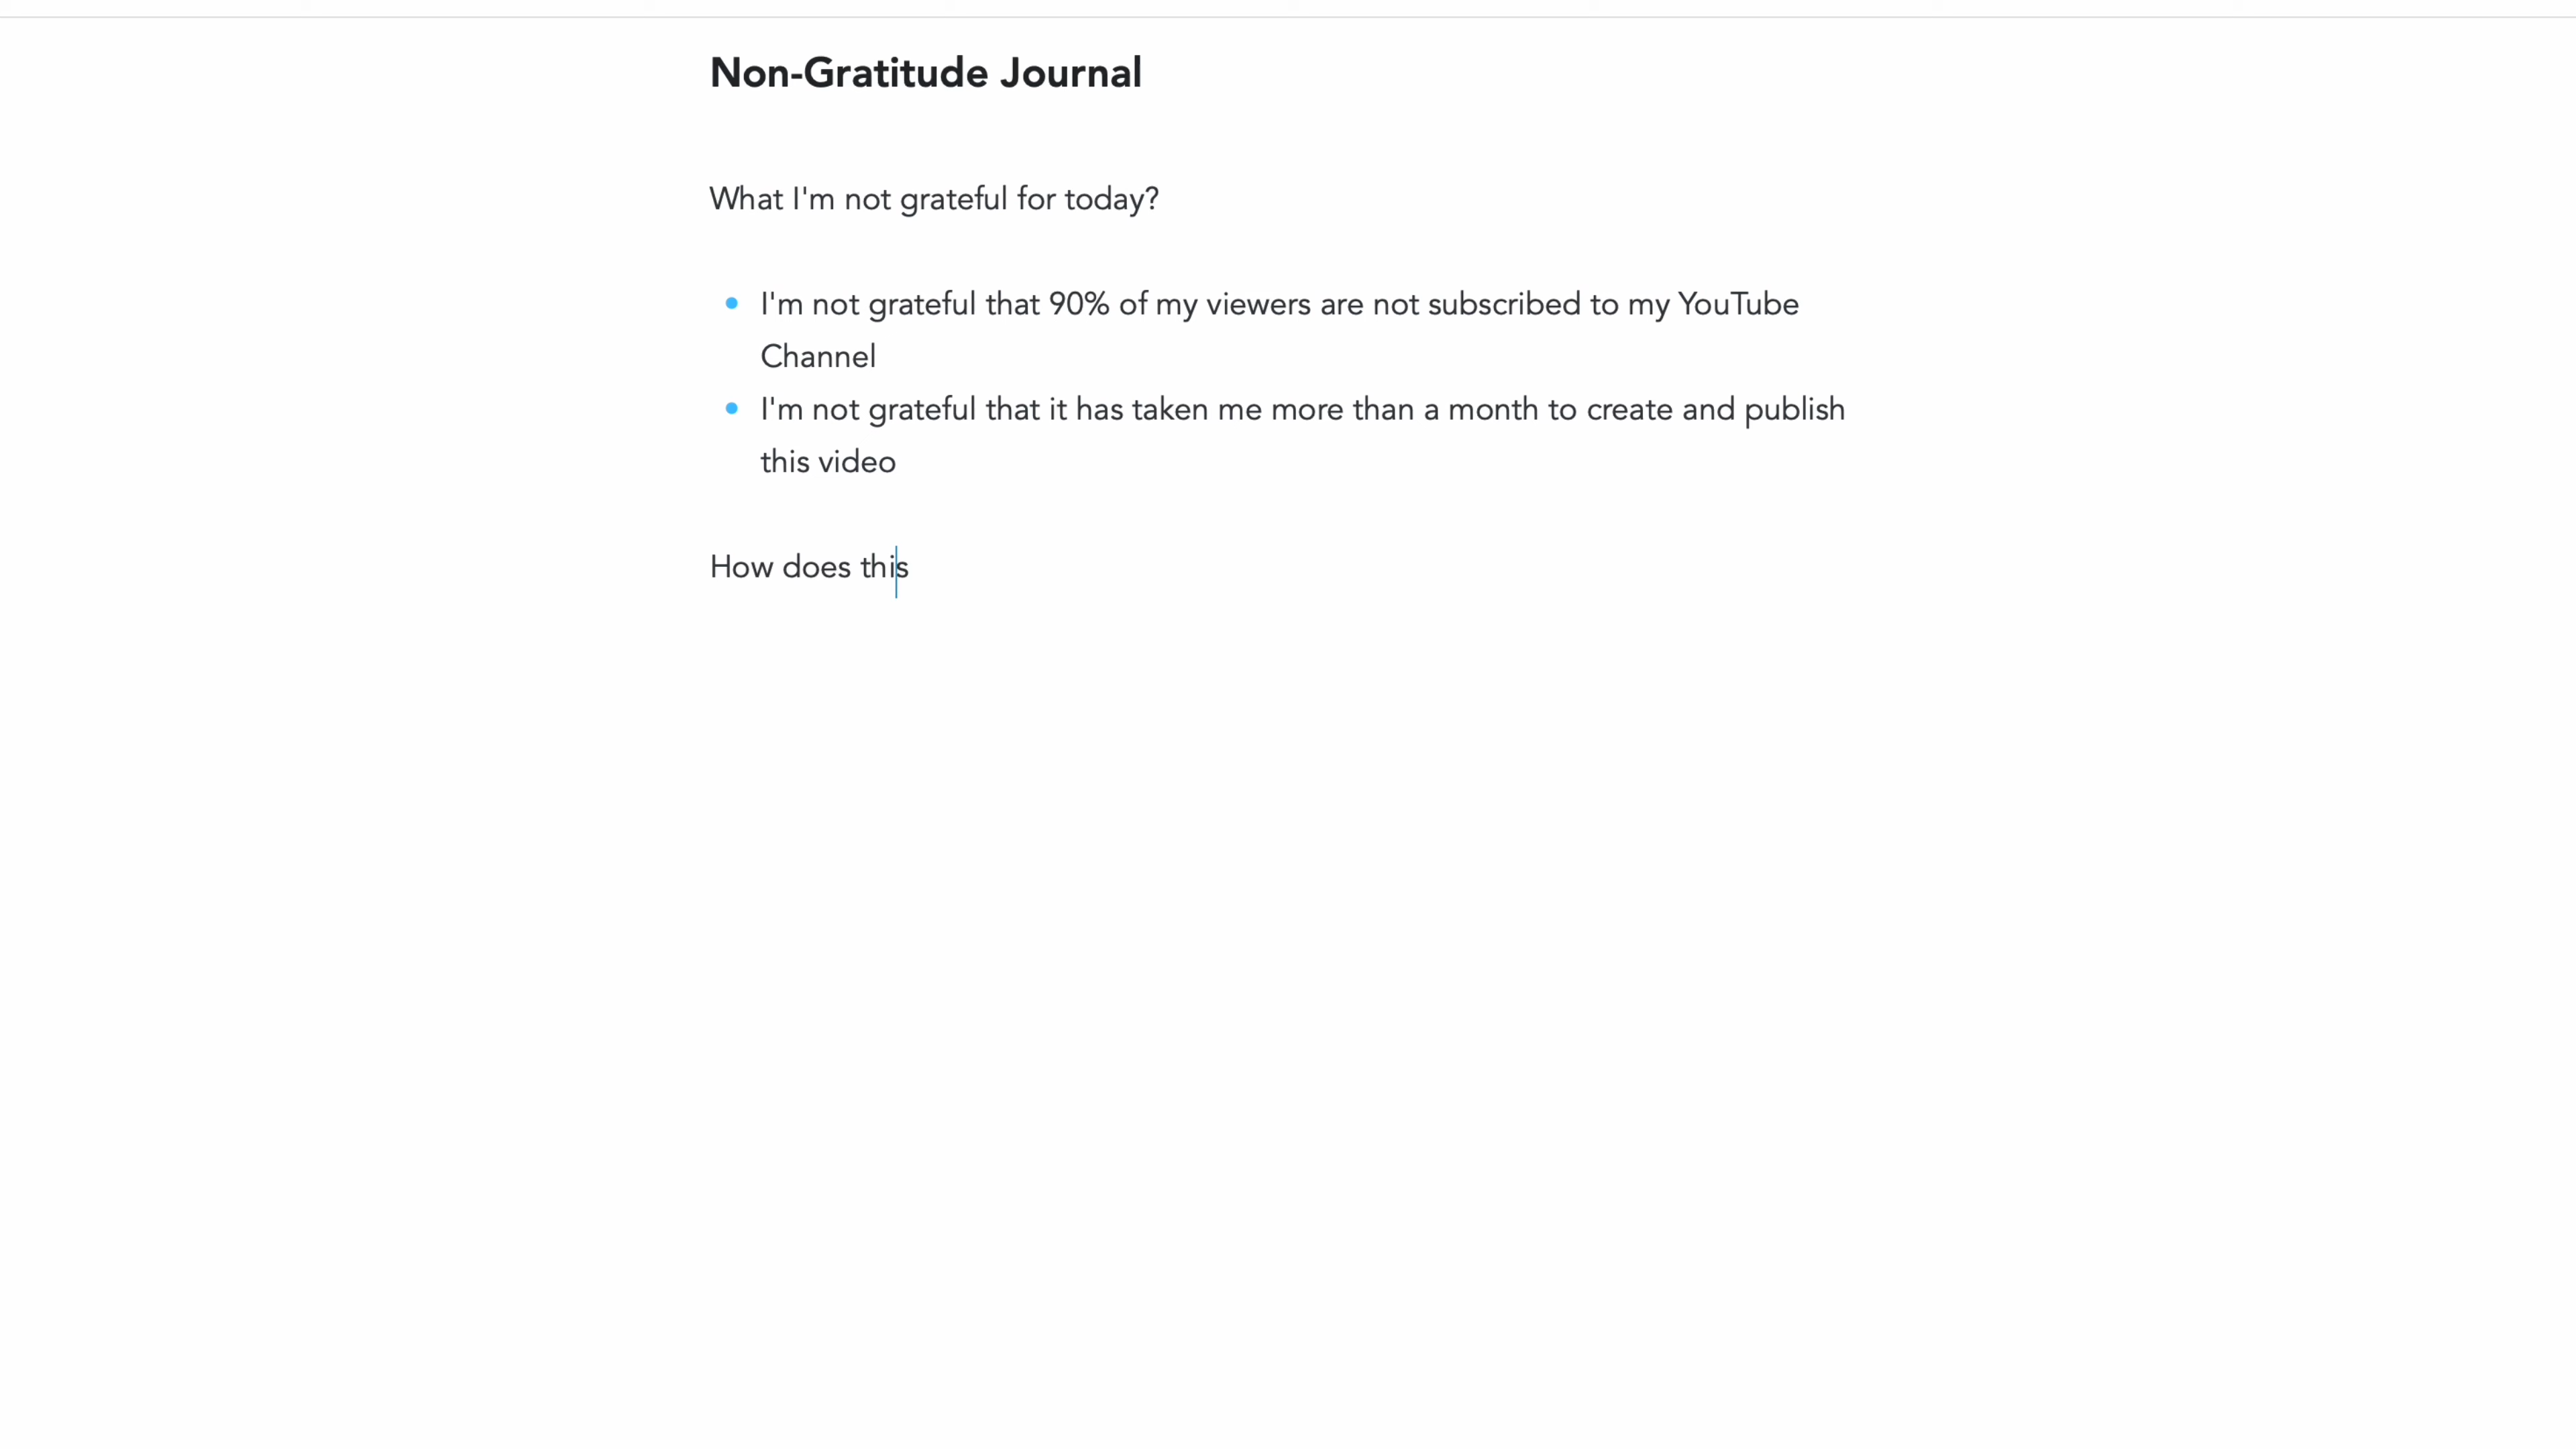 Non-Gratitude Journal
What I'm not grateful for today?
I'm not grateful that 90% of my viewers are not subscribed to my YouTube
Channel
I'm not grateful that it has taken me more than a month to create and publish
this video
How does this